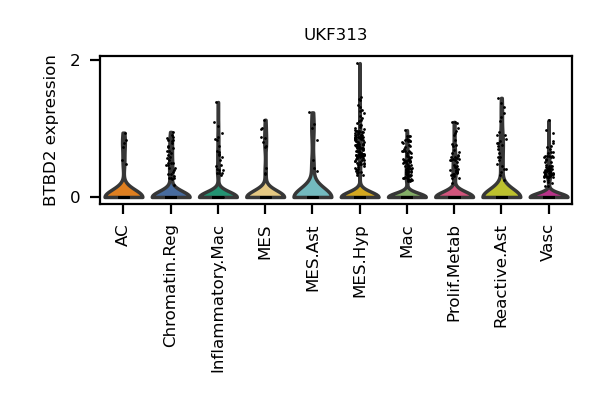 UKF313
2
0
BTBD2 expression
AC
Chromatin.Reg
Inflammatory.Mac
MES
MES.Ast
MES.Hyp
Mac
Prolif.Metab
Reactive.Ast
Vasc